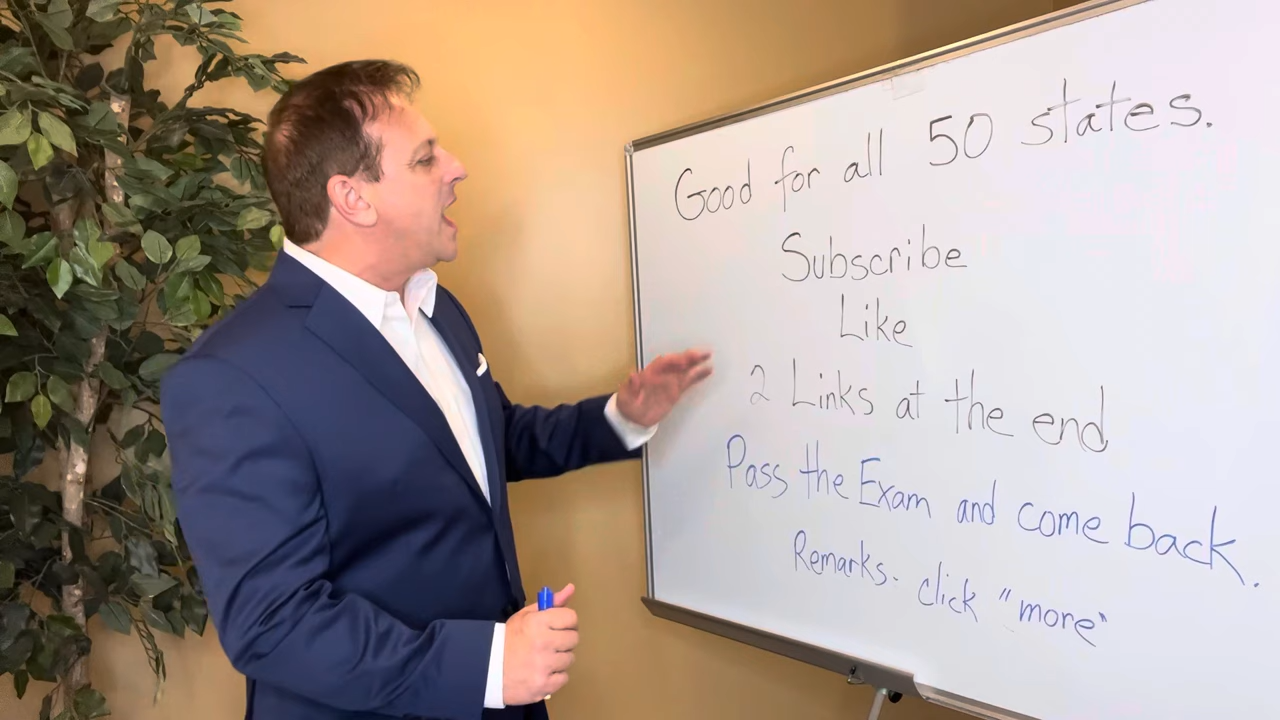 Good for all 50 states.
Subscribe
Like
2 Links at the end
Pass the Exam and come back.
Remarks. click "more"